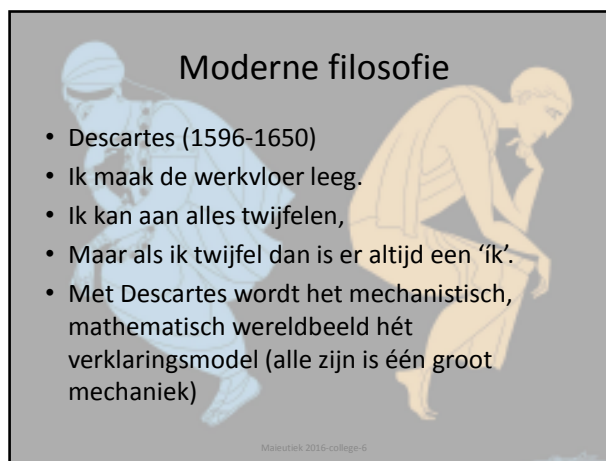 Moderne filosofie
• Descartes (1596-1650)
• Ik maak de werkvloer leeg.
• Ik kan aan alles twijfelen,
• Maar als ik twijfel dan is er altijd een ‘ík’.
• Met Descartes wordt het mechanistisch,
mathematisch wereldbeeld hét
verklaringsmodel (alle zijn is één groot
mechaniek)
Maieutiek 2016-college-6